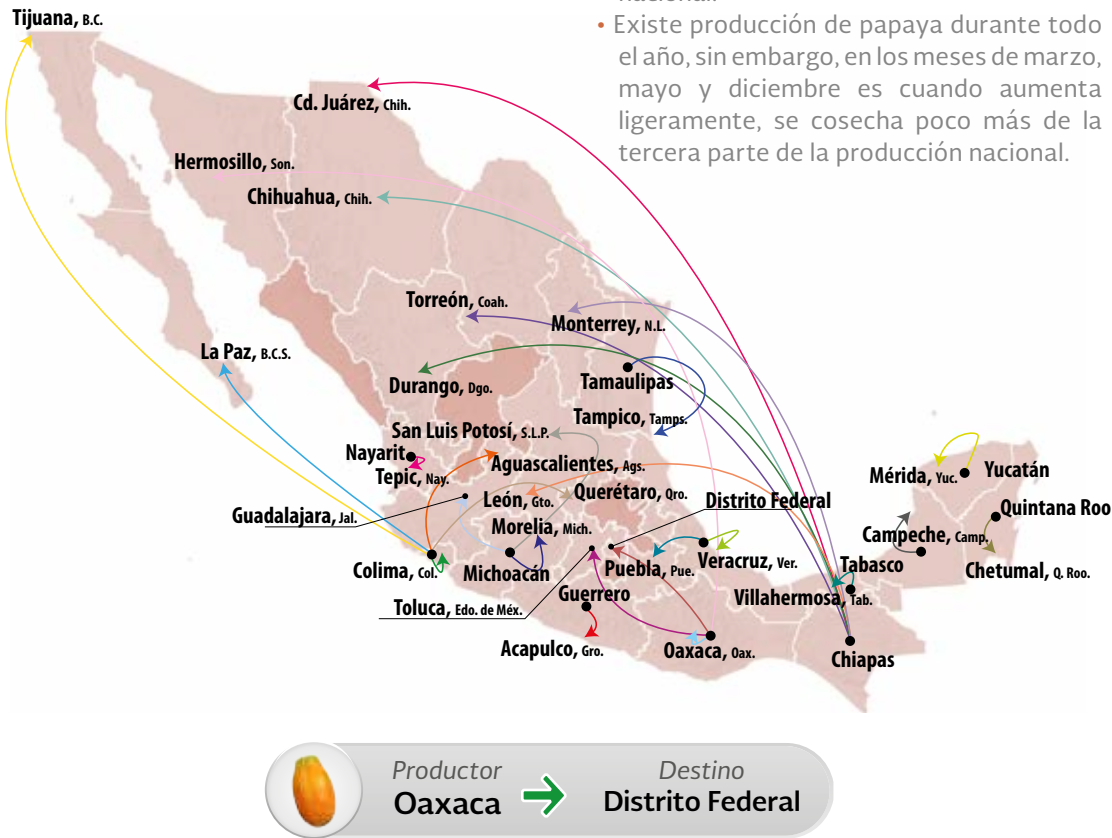 nacional.
• Existe producción de papaya durante todo
el año, sin embargo, en los meses de marzo,
mayo y diciembre es cuando aumenta
ligeramente, se cosecha poco más de la
tercera parte de la producción nacional.
Tijuana, B.C.
Cd. Juárez, Chih.
Hermosillo, Son.
Chihuahua, Chih.
Torreón, Coah.
Monterrey, N.L.
La Paz, B.C.S.
Durango, Dgo.
Tamaulipas
Tampico, Tamps.
San Luis Potosí, S.L.P.
Nayarit
Tepic, Nay.
Aguascalientes, Ags.
León, Gto.
Querétaro, Qro.
Distrito Federal
Mérida, Yuc.
Yucatán
Guadalajara, Jal.
Morelia, Mich.
Quintana Roo
Campeche, Camp.
Colima, Col.
Michoacán
Puebla, Pue.
Veracruz, Ver.
Tabasco
Chetumal, Q. Roo.
Toluca, Edo. de Méx.
Guerrero
Villahermosa, Tab.
Acapulco, Gro.
Oaxaca, Oax.
Chiapas
Productor
Oaxaca
Destino
Distrito Federal